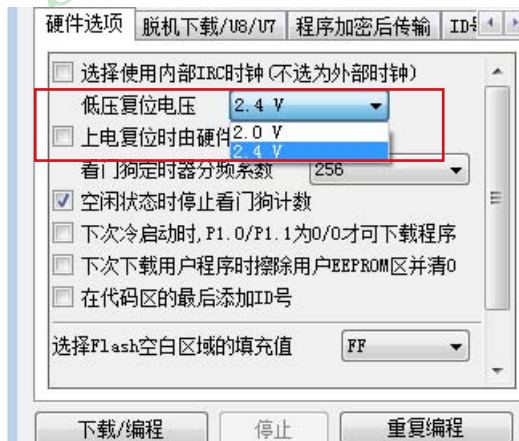 硬件选项 脱机下载/U8/U7 程序加密后传输
选择使用内部IRC时钟(不选为外部时钟)
低压复位电压 2.4 V
上电复位时由硬件 2.0 V
2.4 V
看门狗定时器分频系数 256
空闲状态时停止看门狗计数
下次冷启动时,P1.0/P1.1为0/0才可下载程序
下次下载用户程序时擦除用户EEPROM区并清0
在代码区的最后添加ID号
选择Flash空白区域的填充值 FF
下载/编程 停止 重复编程